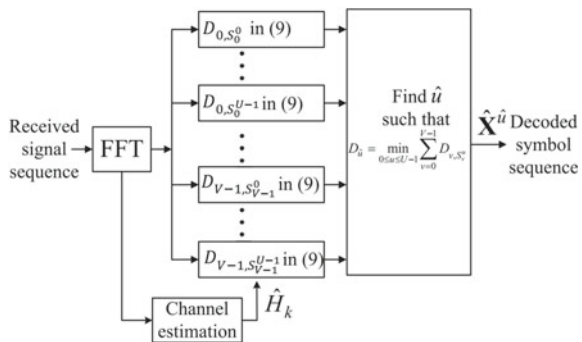 Received
signal
sequence
FFT
D_{0,S_0^0} in (9)
D_{0,S_0^{U-1}} in (9)
D_{V-1,S_{V-1}^0} in (9)
D_{V-1,S_{V-1}^{U-1}} in (9)
Channel
estimation
Ĥ_k
Find û
such that
D_û = min_{0≤u≤U-1} ∑_{v=0}^{V-1} D_{v,S_v^u}
X̂^û
Decoded
symbol
sequence